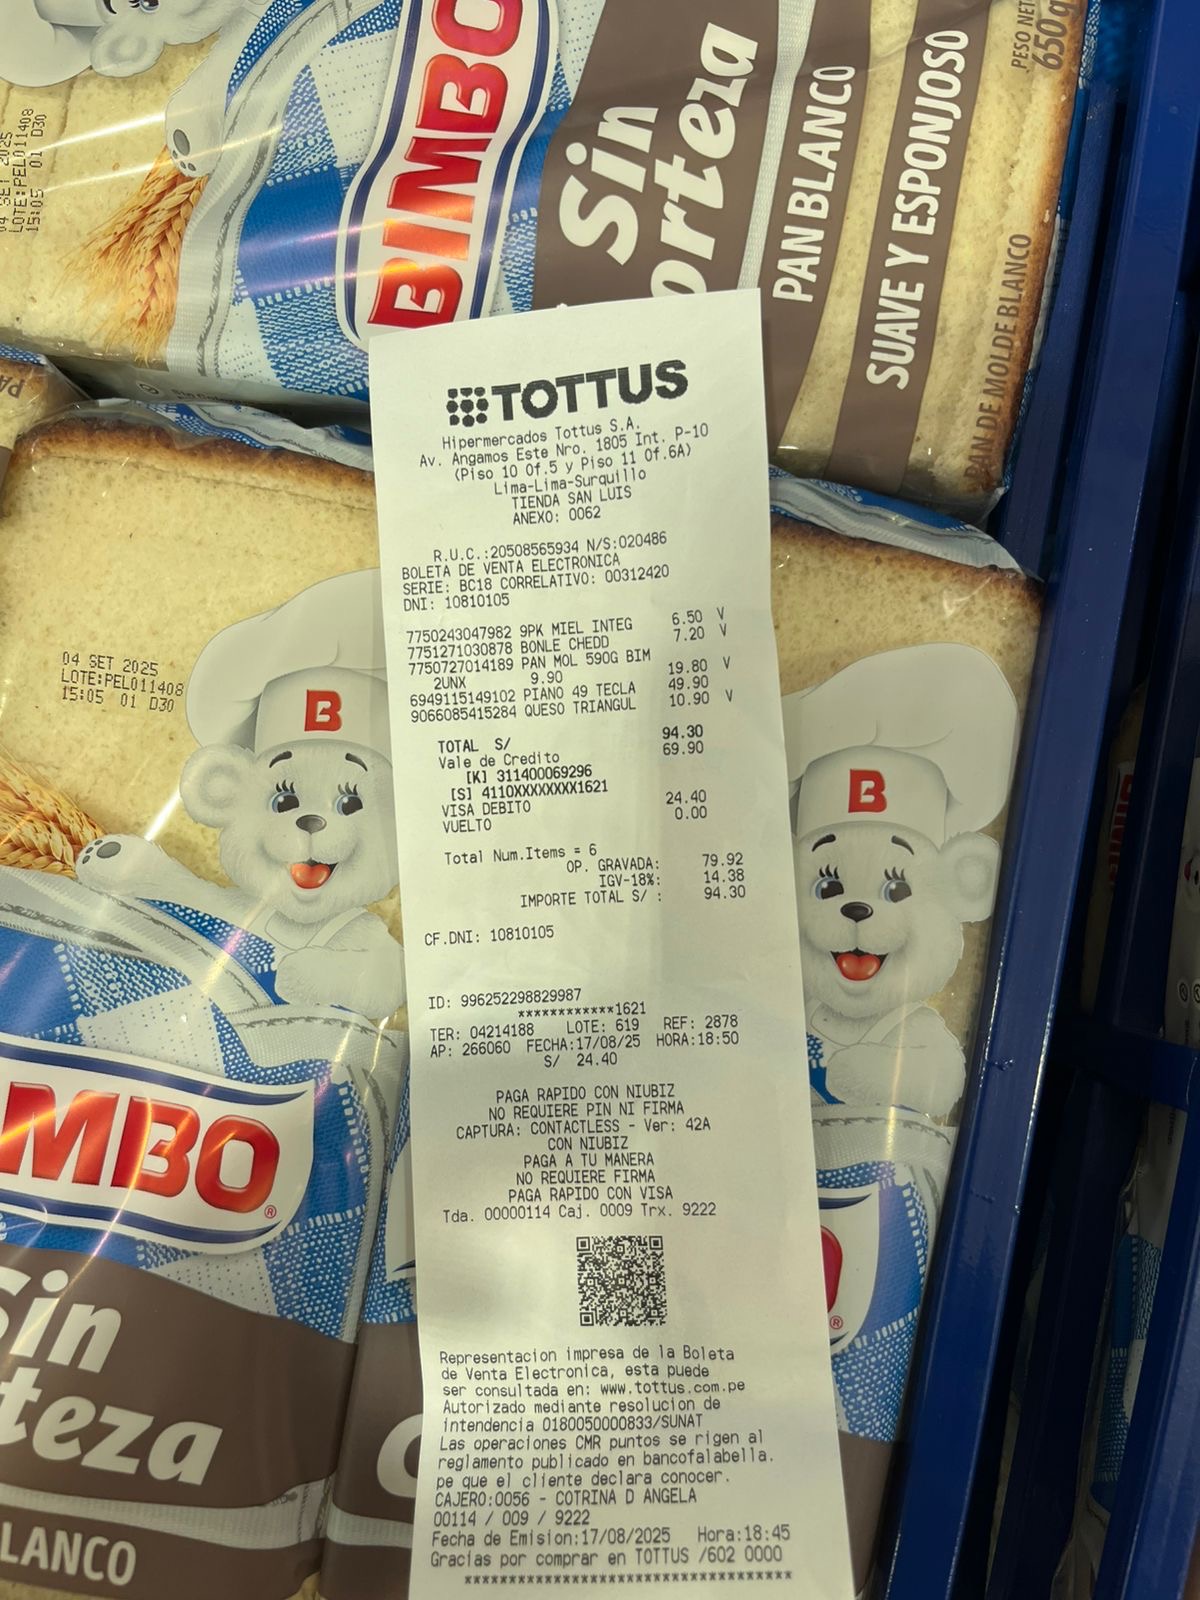 04 SET 2025
LOTE:PEL011408
15:05 01 D30
BIMBO
Sin
orteza
PAN BLANCO
SUAVE Y ESPONJOSO
PESO NET
650g
PAN DE MOLDE BLANCO
TOTTUS
Hipermercados Tottus S.A.
Av. Angamos Este Nro. 1805 Int. P-10
(Piso 10 Of.5 y Piso 11 Of.6A)
Lima-Lima-Surquillo
TIENDA SAN LUIS
ANEXO: 0062
R.U.C.:20508565934 N/S:020486
BOLETA DE VENTA ELECTRONICA
SERIE: BC18 CORRELATIVO: 00312420
DNI: 10810105
7750243047982 9PK MIEL INTEG 6.50 V
7751271030878 BONLE CHEDD 7.20 V
7750727014189 PAN MOL 590G BIM
2UNX 9.90 19.80 V
6949115149102 PIANO 49 TECLA 49.90
9066085415284 QUESO TRIANGUL 10.90 V
TOTAL S/ 94.30
Vale de Credito 69.90
[K] 311400069296
[S] 4110XXXXXXXX1621
VISA DEBITO 24.40
VUELTO 0.00
Total Num.Items = 6
OP. GRAVADA: 79.92
IGV-18%: 14.38
IMPORTE TOTAL S/ : 94.30
CF.DNI: 10810105
ID: 996252298829987
************1621
TER: 04214188 LOTE: 619 REF: 2878
AP: 266060 FECHA:17/08/25 HORA:18:50
S/ 24.40
PAGA RAPIDO CON NIUBIZ
NO REQUIERE PIN NI FIRMA
CAPTURA: CONTACTLESS - Ver: 42A
CON NIUBIZ
PAGA A TU MANERA
NO REQUIERE FIRMA
PAGA RAPIDO CON VISA
Tda. 00000114 Caj. 0009 Trx. 9222
Representacion impresa de la Boleta
de Venta Electronica, esta puede
ser consultada en: www.tottus.com.pe
Autorizado mediante resolucion de
intendencia 0180050000833/SUNAT
Las operaciones CMR puntos se rigen al
reglamento publicado en bancofalabella.
pe que el cliente declara conocer.
CAJERO:0056 - COTRINA D ANGELA
00114 / 009 / 9222
Fecha de Emision:17/08/2025 Hora:18:45
Gracias por comprar en TOTTUS /602 0000
*************************************
04 SET 2025
LOTE:PEL011408
15:05 01 D30
B
B
MBO
®
Sin
teza
LANCO